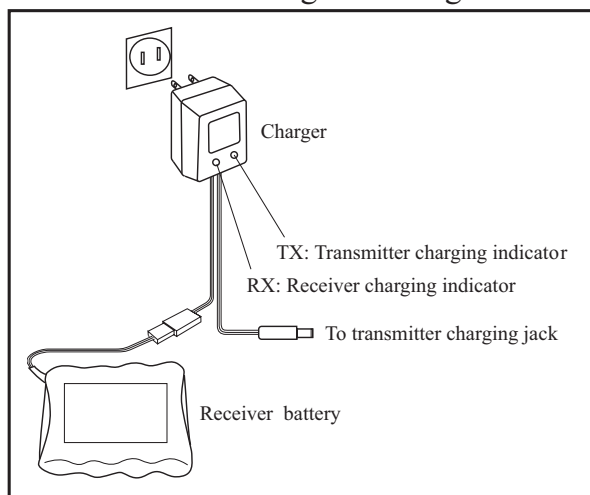 Charger
TX: Transmitter charging indicator
RX: Receiver charging indicator
To transmitter charging jack
Receiver battery